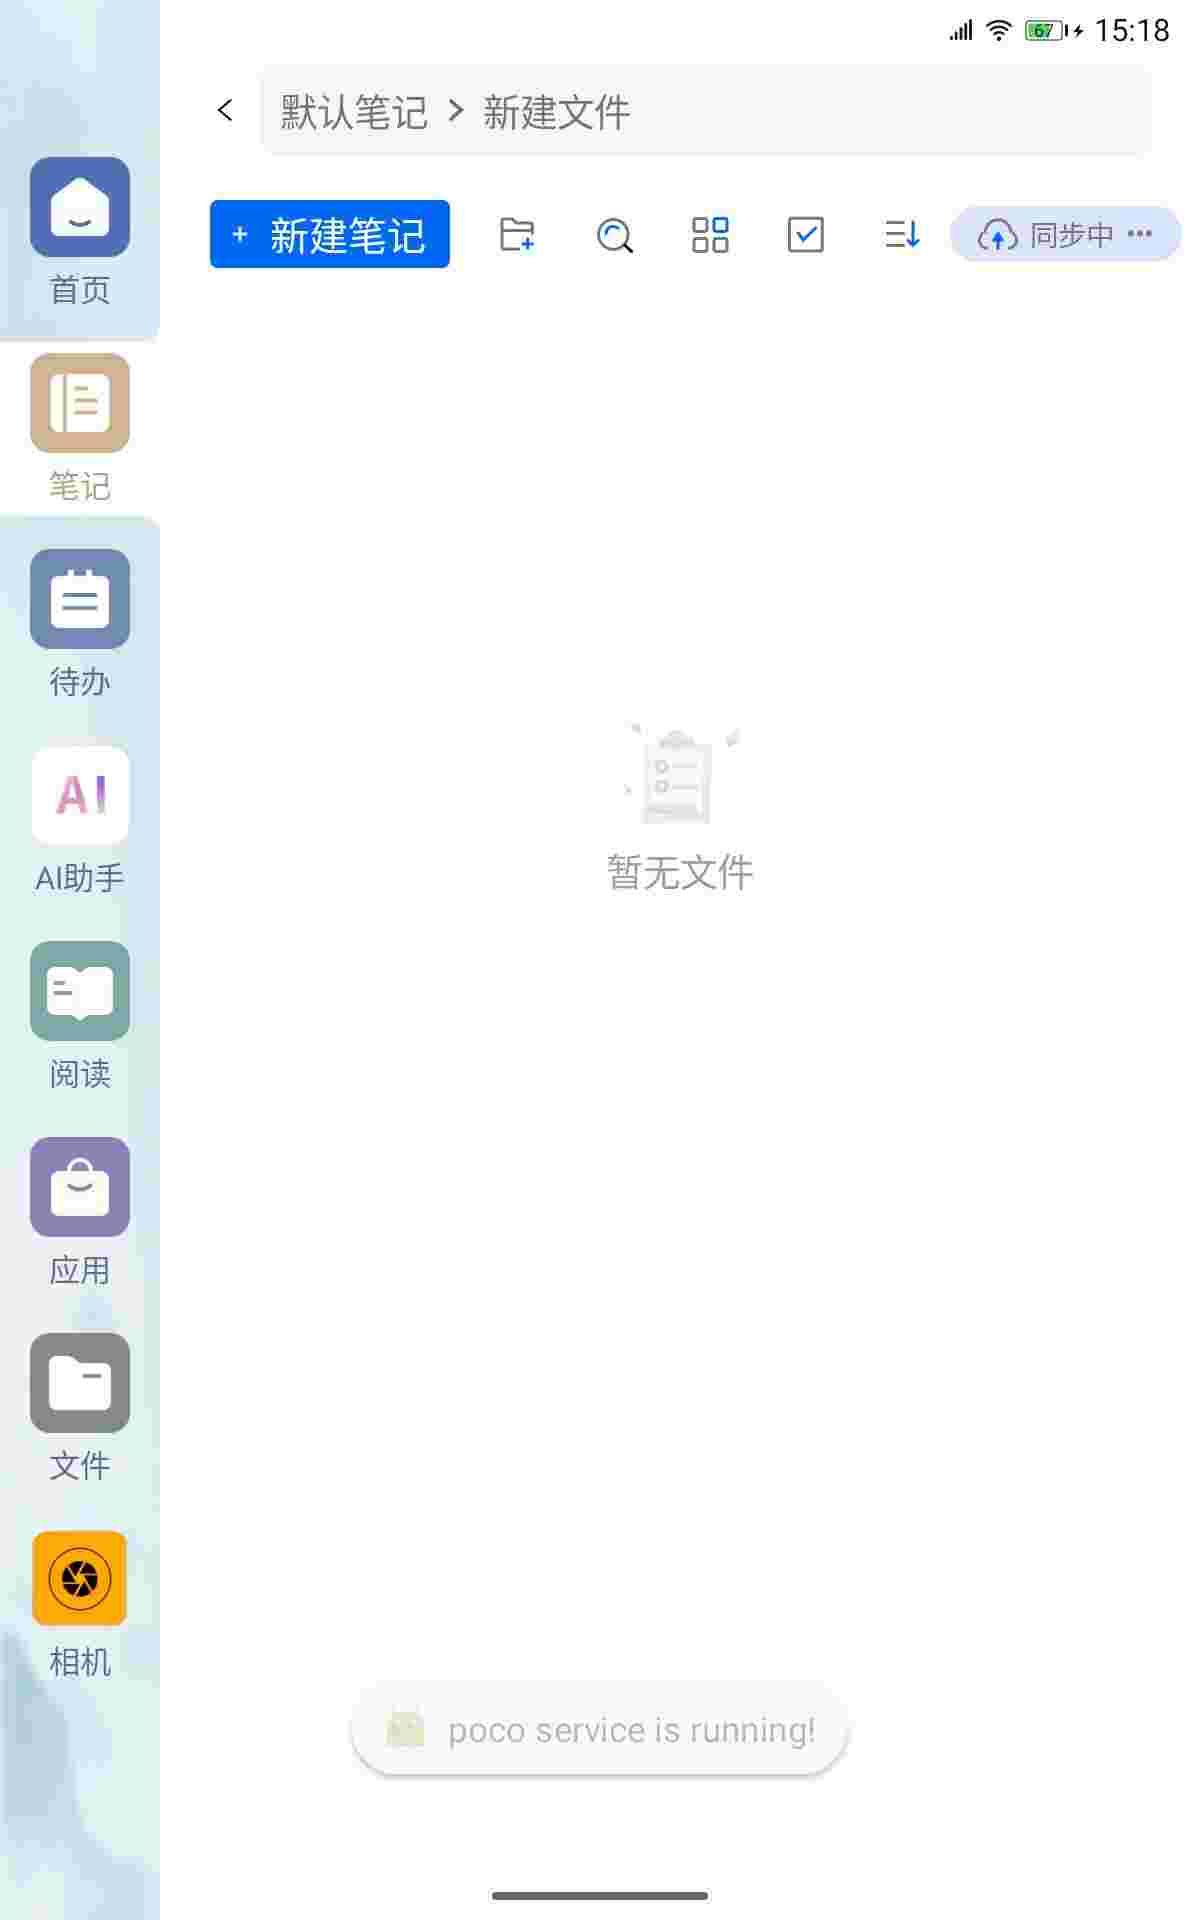 67 15:18
默认笔记 > 新建文件
+ 新建笔记
同步中 •••
首页
笔记
待办
AI
AI助手
暂无文件
阅读
应用
文件
相机
poco service is running!